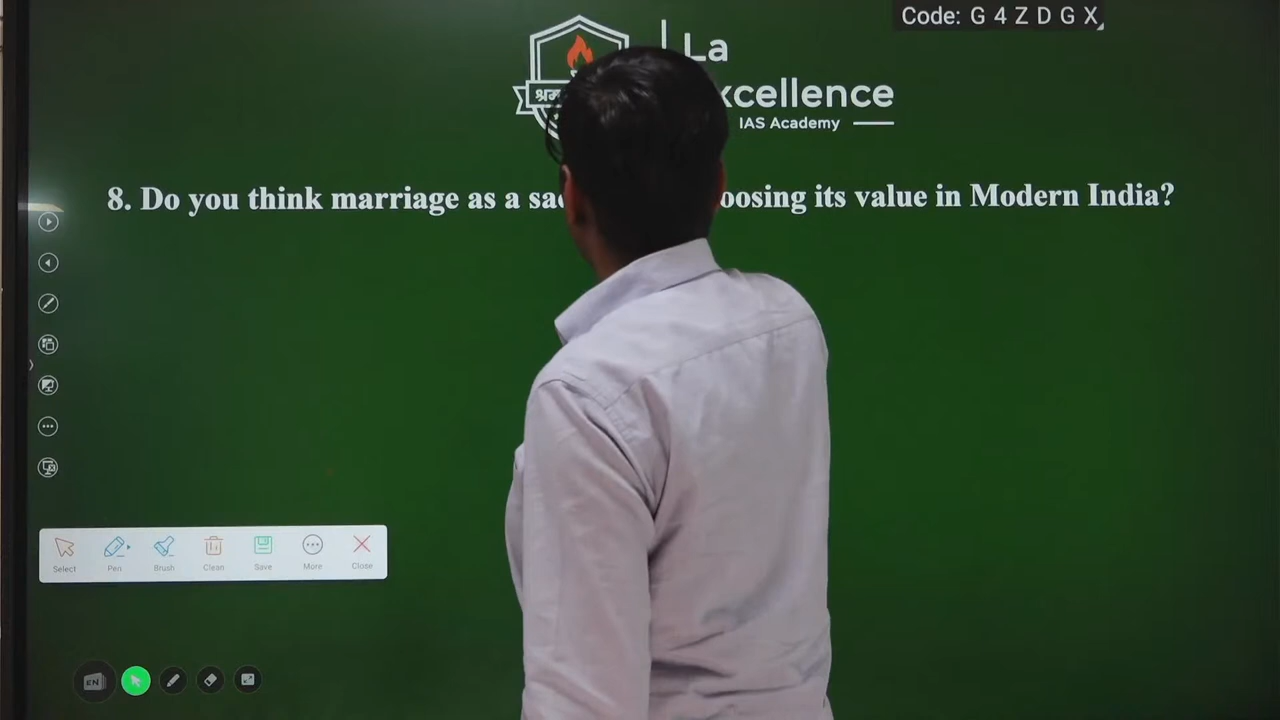 Code: G 4 Z D G X
La
xcellence
IAS Academy
श्रम
8. Do you think marriage as a sac oosing its value in Modern India?
Select Pen Brush Clean Save More Close
EN